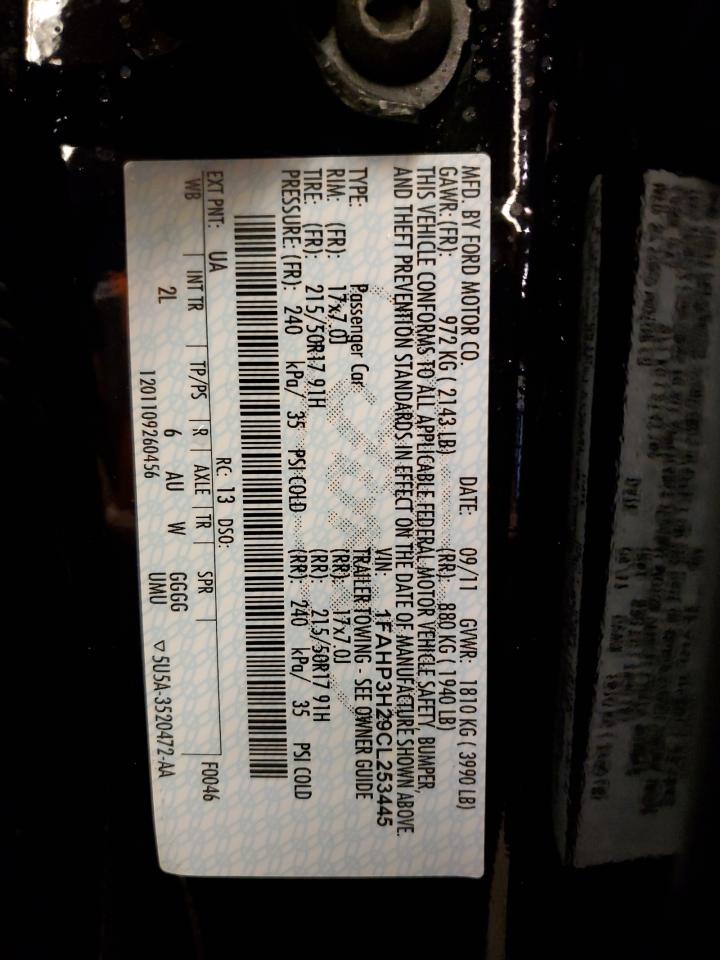 MFD. BY FORD MOTOR CO. DATE: 09/11 GVWR: 1810 KG ( 3990 LB)
GAWR: (FR): 972 KG ( 2143 LB) (RR): 880 KG ( 1940 LB)
THIS VEHICLE CONFORMS TO ALL APPLICABLE FEDERAL MOTOR VEHICLE SAFETY, BUMPER,
AND THEFT PREVENTION STANDARDS IN EFFECT ON THE DATE OF MANUFACTURE SHOWN ABOVE.
VIN: 1FAHP3H29CL253445
TYPE: Passenger Car TRAILER TOWING - SEE OWNER GUIDE
RIM: (FR): 17x7.0J (RR): 17x7.0J
TIRE: (FR): 215/50R17 91H (RR): 215/50R17 91H
PRESSURE: (FR): 240 kPa/ 35 PSI COLD (RR): 240 kPa/ 35 PSI COLD
RC: 13 DSO: F0046
EXT PNT: UA
WB | INT TR | TP/PS | R | AXLE | TR | SPR
2L 6 AU W GGGG
UMU
1201109260456 ▽ 5U5A-3520472-AA